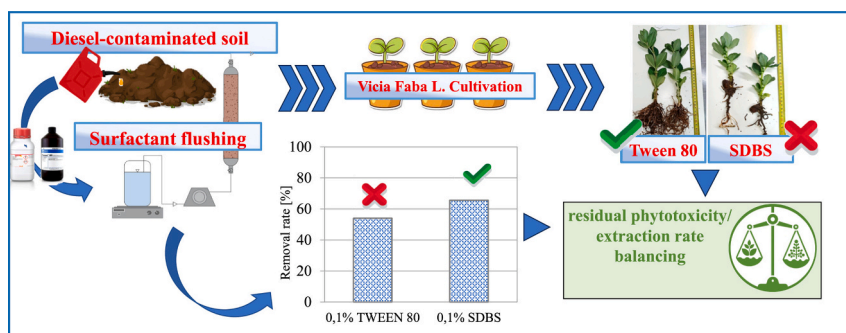 Diesel-contaminated soil
Surfactant flushing
Vicia Faba L. Cultivation
Tween 80
SDBS
Removal rate [%]
100
80
60
40
20
0
0,1% TWEEN 80
0,1% SDBS
residual phytotoxicity/
extraction rate
balancing